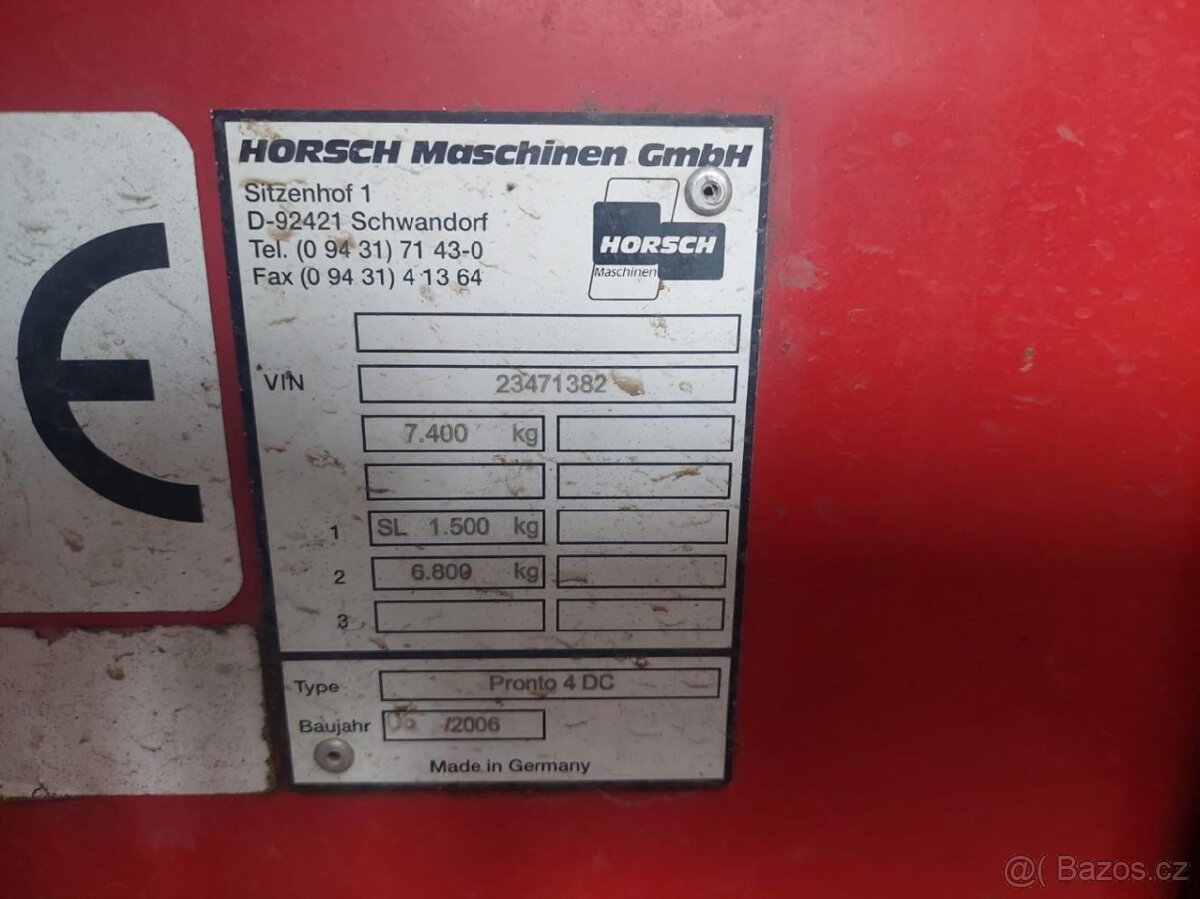 HORSCH Maschinen GmbH
Sitzenhof 1
D-92421 Schwandorf
Tel. (0 94 31) 71 43-0
Fax (0 94 31) 4 13 64
HORSCH
Maschinen
VIN 23471382
7.400 kg
1 SL 1.500 kg
2 6.800 kg
3
Type Pronto 4 DC
Baujahr 06 /2006
Made in Germany
CE
@( Bazos.cz